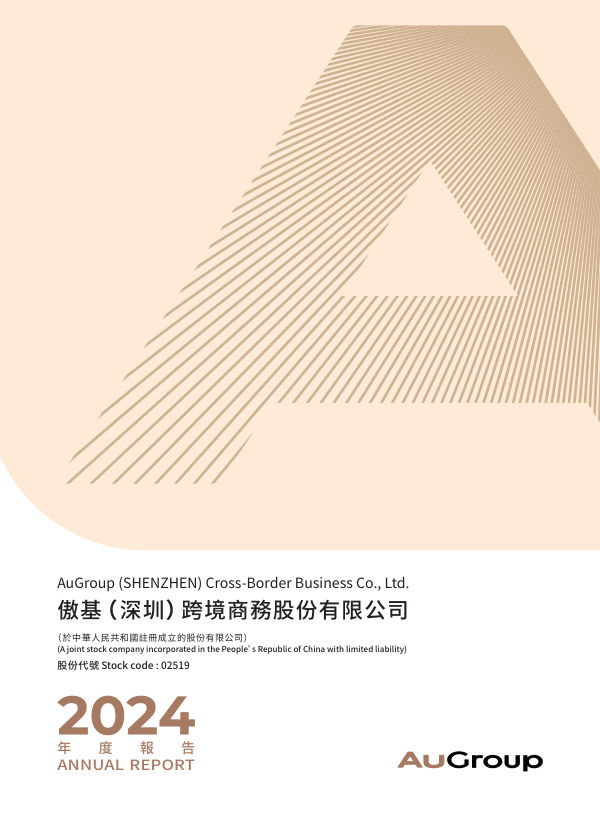 AuGroup (SHENZHEN) Cross-Border Business Co., Ltd.
傲基（深圳）跨境商務股份有限公司
（於中華人民共和國註冊成立的股份有限公司）
(A joint stock company incorporated in the People's Republic of China with limited liability)
股份代號 Stock code : 02519
2024
年度報告
ANNUAL REPORT
AuGroup